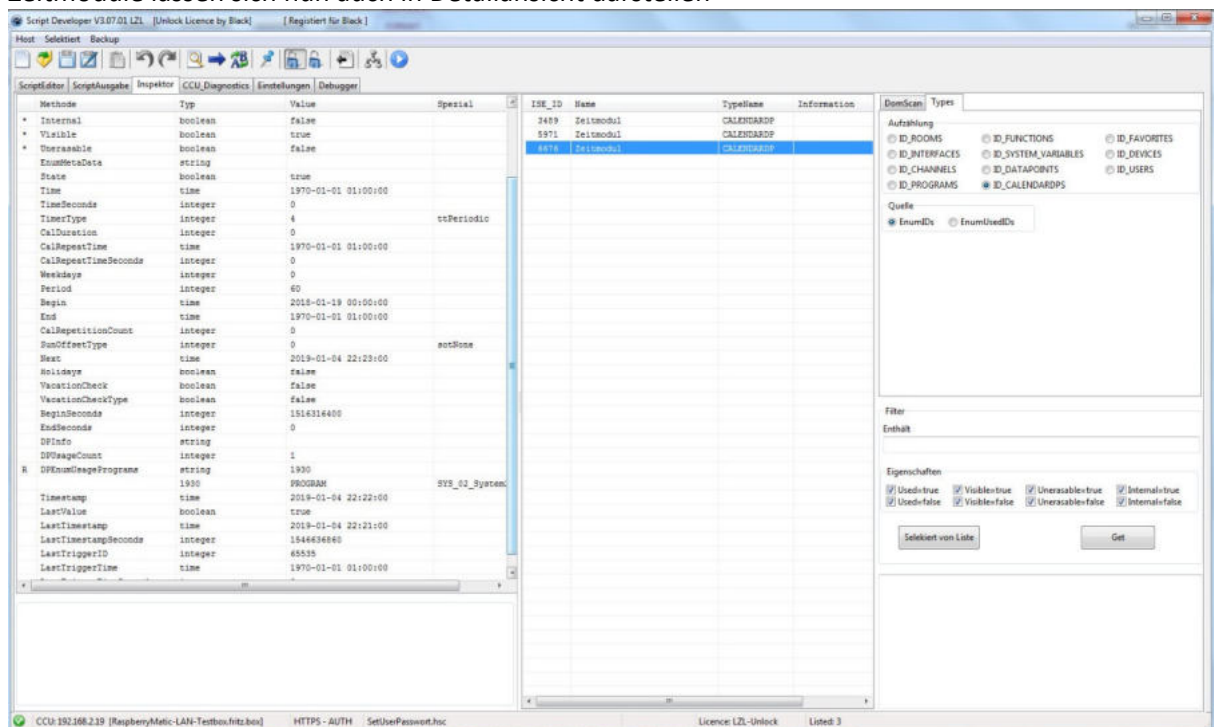 Zeitmodule lassen sich nun auch in Detailansicht darstellen
Script Developer V3.07.01 LZL [Unlock Licence by Black] [ Registiert für Black ]
Host Selektiert Backup
ScriptEditor ScriptAusgabe Inspektor CCU_Diagnostics Einstellungen Debugger
Methode Typ Value Spezial
* Internal boolean false
* Visible boolean true
* Unerasable boolean false
EnumMetaData string
State boolean true
Time time 1970-01-01 01:00:00
TimeSeconds integer 0
TimerType integer 4 ttPeriodic
CalDuration integer 0
CalRepeatTime time 1970-01-01 01:00:00
CalRepeatTimeSeconds integer 0
Weekdays integer 0
Period integer 60
Begin time 2018-01-19 00:00:00
End time 1970-01-01 01:00:00
CalRepetitionCount integer 0
SunOffsetType integer 0 sotNone
Next time 2019-01-04 22:23:00
Holidays boolean false
VacationCheck boolean false
VacationCheckType boolean false
BeginSeconds integer 1516316400
EndSeconds integer 0
DPInfo string
DPUsageCount integer 1
R DPEnumUsagePrograms string 1930
1930 PROGRAM SYS_02_System
Timestamp time 2019-01-04 22:22:00
LastValue boolean true
LastTimestamp time 2019-01-04 22:21:00
LastTimestampSeconds integer 1546636860
LastTriggerID integer 65535
LastTriggerTime time 1970-01-01 01:00:00
ISE_ID Name TypeName Information
3489 Zeitmodul CALENDARDP
5971 Zeitmodul CALENDARDP
6676 Zeitmodul CALENDARDP
DomScan Types
Aufzählung
ID_ROOMS ID_FUNCTIONS ID_FAVORITES
ID_INTERFACES ID_SYSTEM_VARIABLES ID_DEVICES
ID_CHANNELS ID_DATAPOINTS ID_USERS
ID_PROGRAMS ID_CALENDARDPS
Quelle
EnumIDs EnumUsedIDs
Filter
Enthält
Eigenschaften
Used=true Visible=true Unerasable=true Internal=true
Used=false Visible=false Unerasable=false Internal=false
Selekiert von Liste Get
CCU: 192.168.2.19 [RaspberryMatic-LAN-Testbox.fritz.box] HTTPS - AUTH SetUserPasswort.hsc Licence: LZL-Unlock Listed: 3